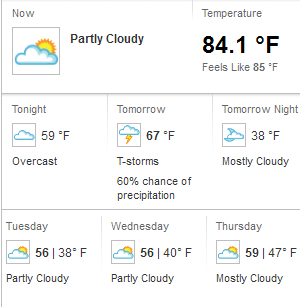 Now
Temperature
Partly Cloudy
84.1 °F
Feels Like 85 °F
Tonight
Tomorrow
Tomorrow Night
59 °F
67 °F
38 °F
Overcast
T-storms
Mostly Cloudy
60% chance of
precipitation
Tuesday
Wednesday
Thursday
56 | 38° F
56 | 40° F
59 | 47° F
Partly Cloudy
Partly Cloudy
Mostly Cloudy